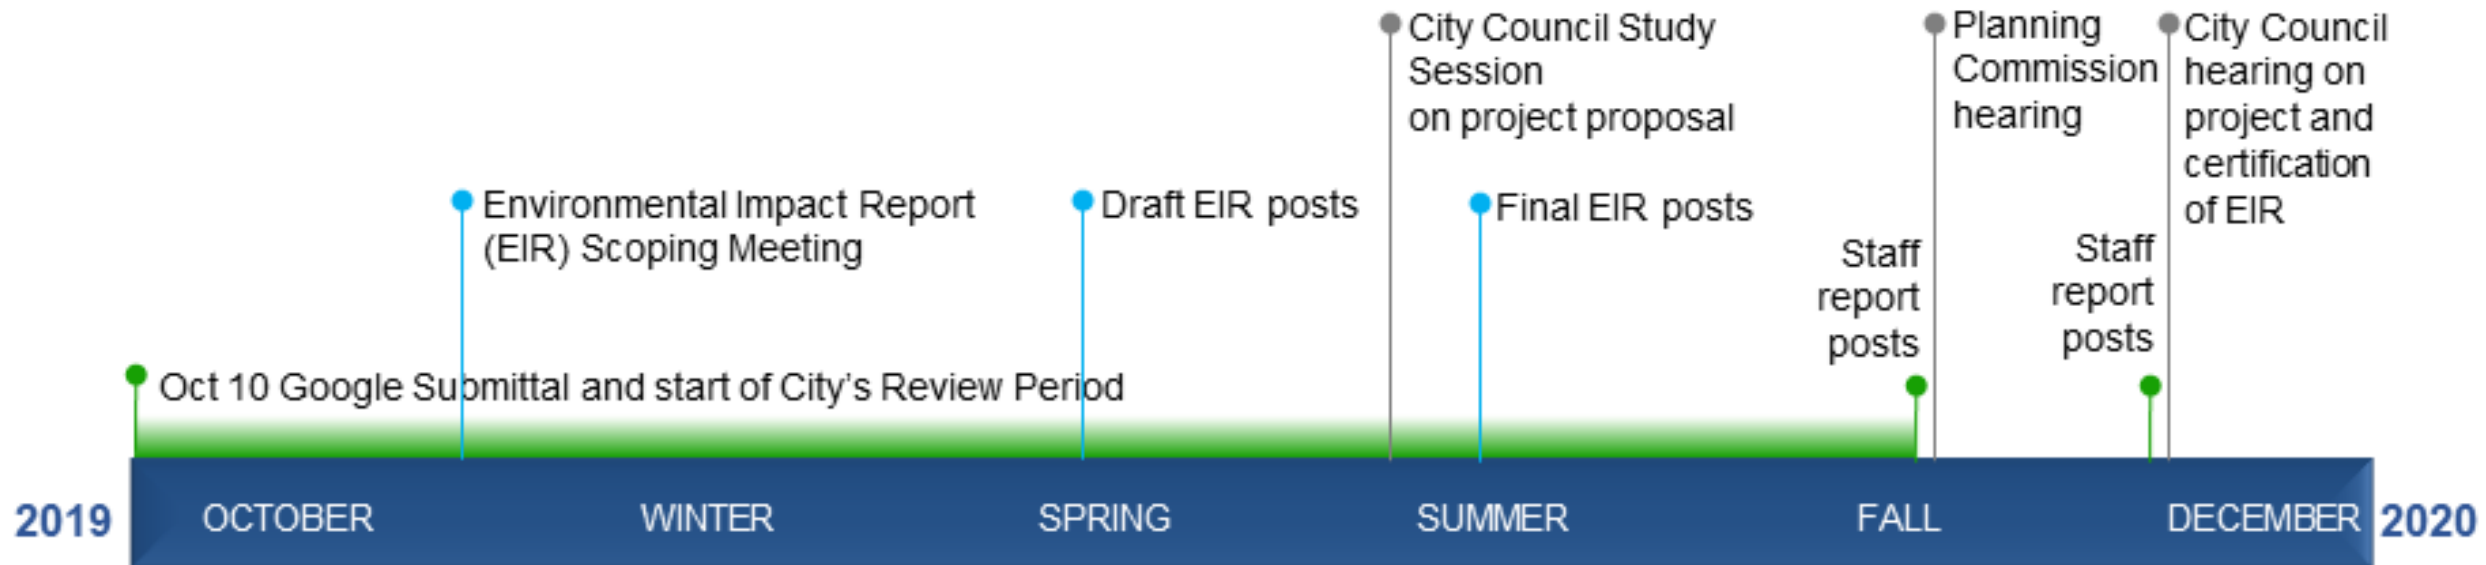 City Council Study
Session
on project proposal
Planning
Commission
hearing
City Council
hearing on
project and
certification
of EIR
Environmental Impact Report
(EIR) Scoping Meeting
Draft EIR posts
Final EIR posts
Staff
report
posts
Staff
report
posts
Oct 10 Google Submittal and start of City's Review Period
2019
OCTOBER
WINTER
SPRING
SUMMER
FALL
DECEMBER
2020